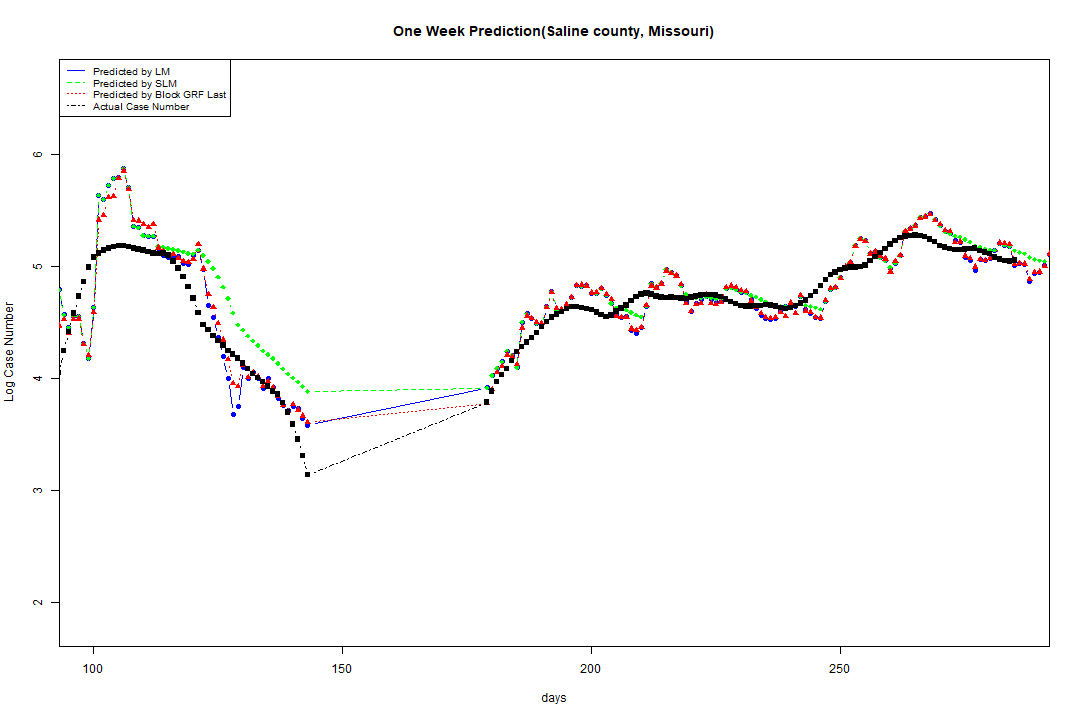 One Week Prediction(Saline county, Missouri)
Predicted by LM
Predicted by SLM
Predicted by Block GRF Last
Actual Case Number
6
5
4
3
2
Log Case Number
100
150
200
250
days